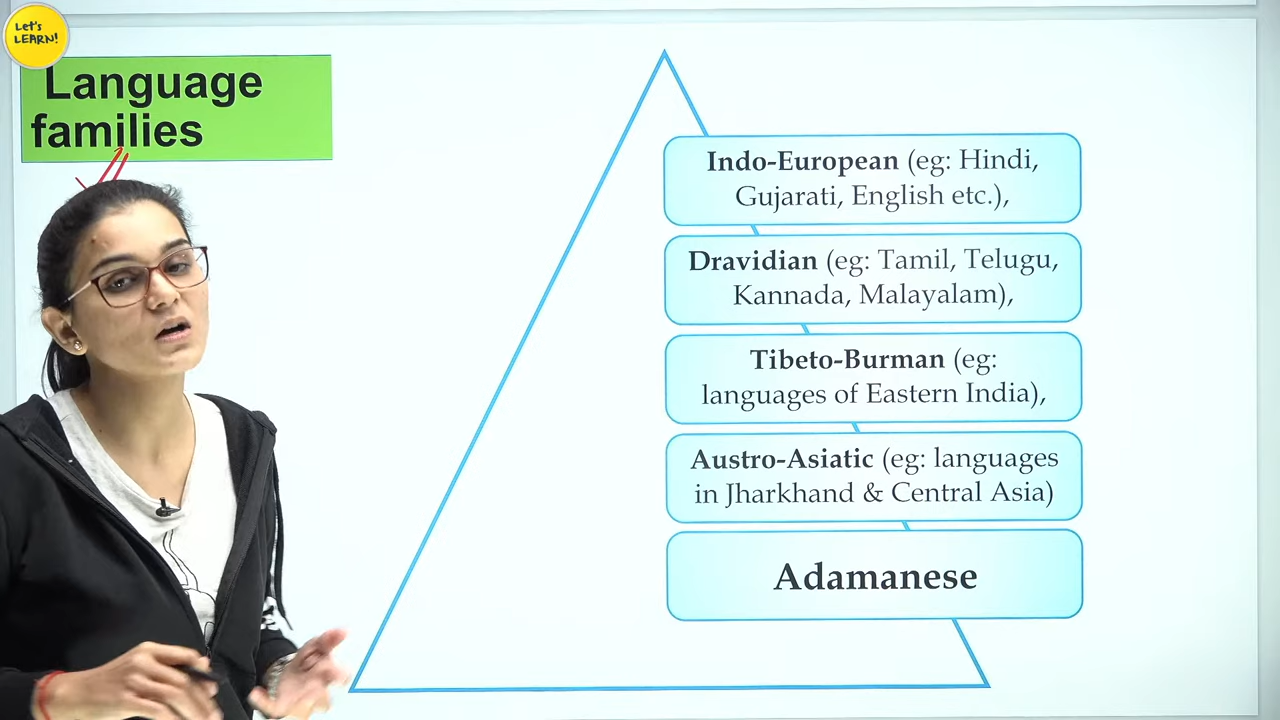 Let's
LEARN!
Language
families
Indo-European (eg: Hindi,
Gujarati, English etc.),
Dravidian (eg: Tamil, Telugu,
Kannada, Malayalam),
Tibeto-Burman (eg:
languages of Eastern India),
Austro-Asiatic (eg: languages
in Jharkhand & Central Asia)
Adamanese